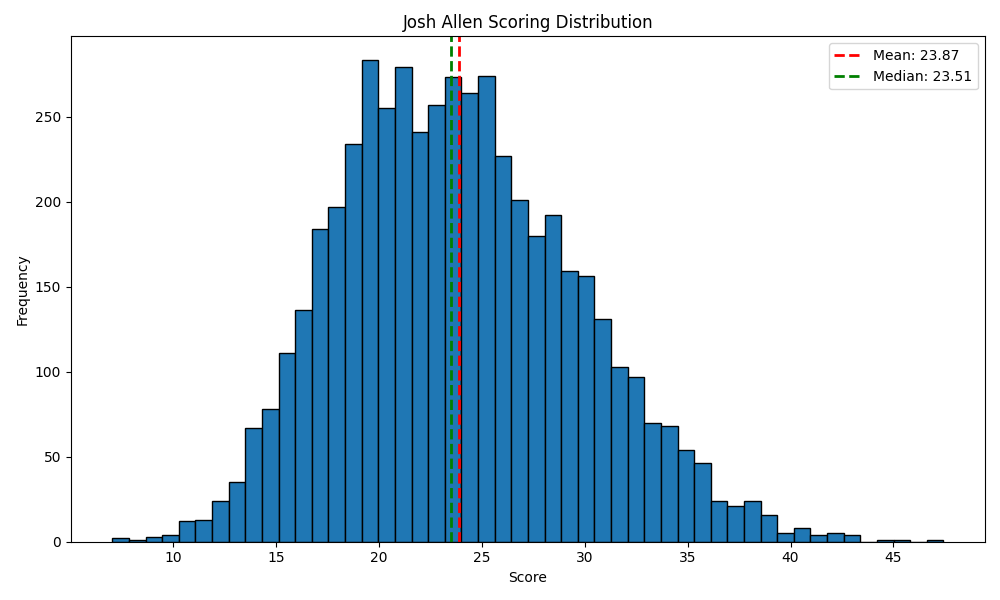 Josh Allen Scoring Distribution
Mean: 23.87
Median: 23.51
Frequency
250
200
150
100
50
0
10 15 20 25 30 35 40 45
Score